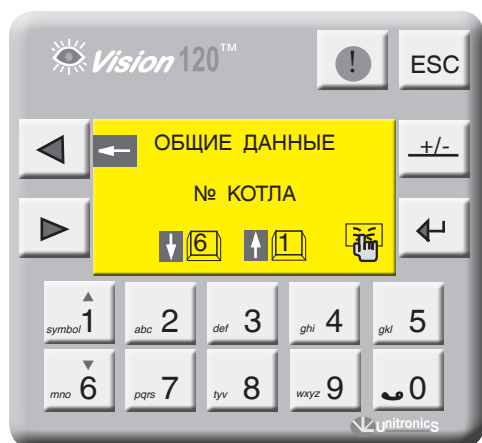 Vision 120™
!
ESC
ОБЩИЕ ДАННЫЕ
+/-
№ КОТЛА
6 1
symbol 1
abc 2
def 3
ghi 4
gkl 5
mno 6
pqrs 7
tyv 8
wxyz 9
0
unitronics